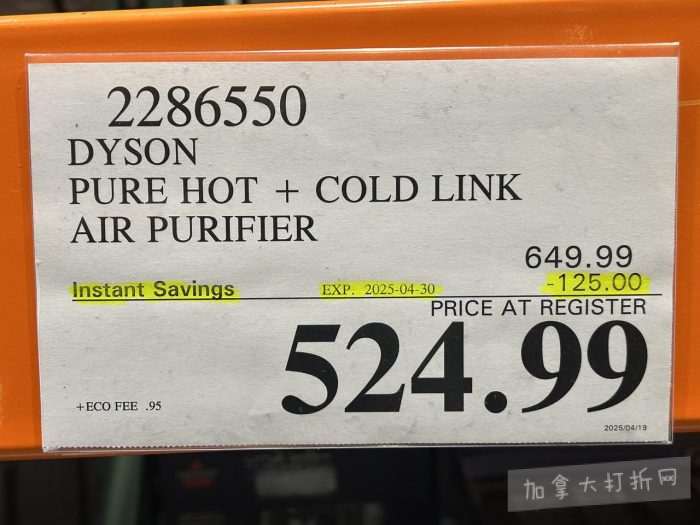 2286550
DYSON
PURE HOT + COLD LINK
AIR PURIFIER
649.99
Instant Savings EXP. 2025-04-30 -125.00
PRICE AT REGISTER
524.99
+ECO FEE .95
2025/04/19
加拿大打折网